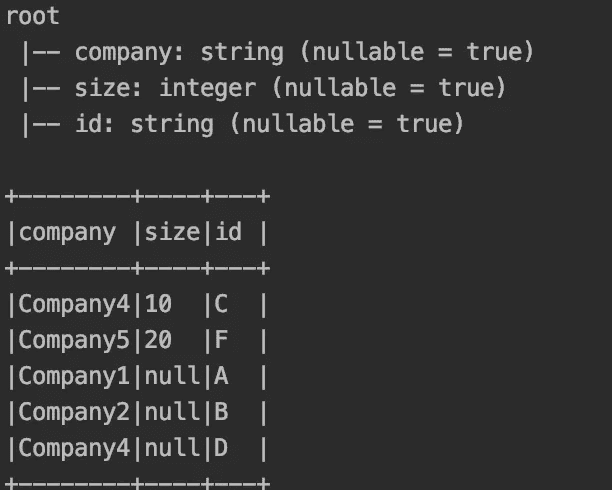 root
 |-- company: string (nullable = true)
 |-- size: integer (nullable = true)
 |-- id: string (nullable = true)

+--------+----+---+
|company |size|id |
+--------+----+---+
|Company4|10  |C  |
|Company5|20  |F  |
|Company1|null|A  |
|Company2|null|B  |
|Company4|null|D  |
+--------+----+---+